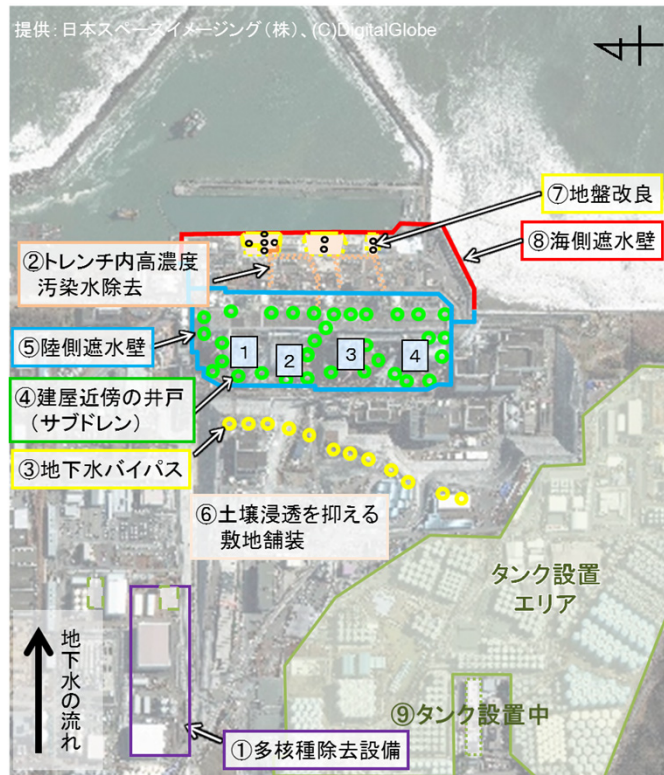 提供:日本スペースイメージング(株)、(C)DigitalGlobe
⑦地盤改良
⑧海側遮水壁
②トレンチ内高濃度
汚染水除去
⑤陸側遮水壁
1
2
3
4
④建屋近傍の井戸
(サブドレン)
③地下水バイパス
⑥土壌浸透を抑える
敷地舗装
タンク設置
エリア
地下水の流れ
⑨タンク設置中
①多核種除去設備